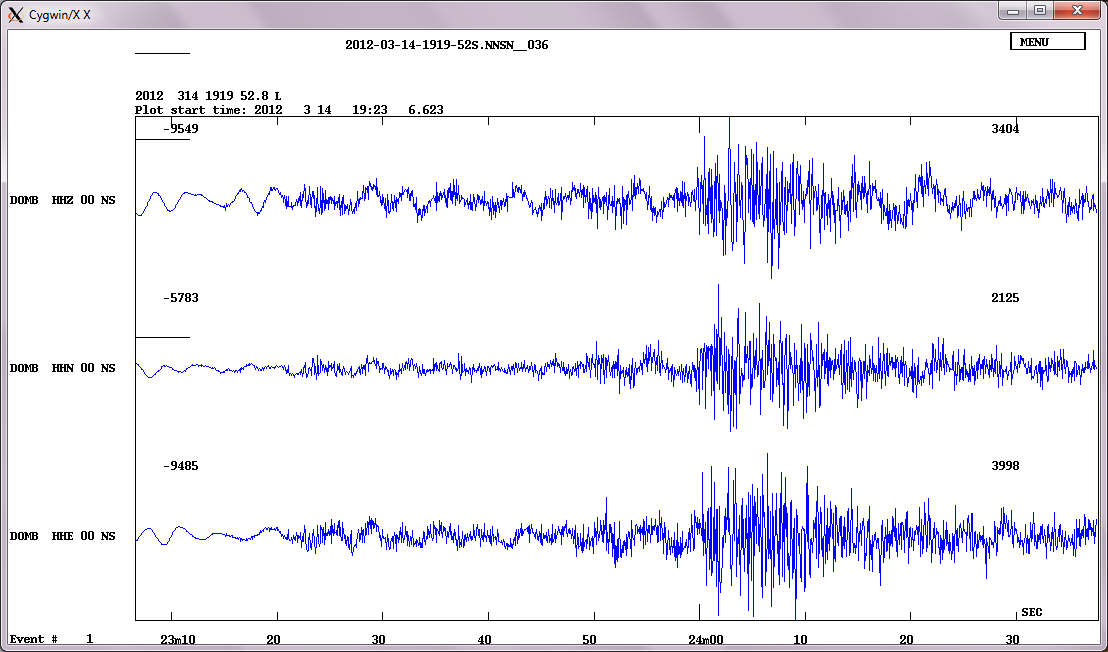 Cygwin/X X
2012-03-14-1919-52S.NNSN__036
MENU
2012 314 1919 52.8 L
Plot start time: 2012 3 14 19:23 6.623
-9549 3404
DOMB HHZ 00 NS
-5783 2125
DOMB HHN 00 NS
-9485 3998
DOMB HHE 00 NS
SEC
Event # 1 23m10 20 30 40 50 24m00 10 20 30